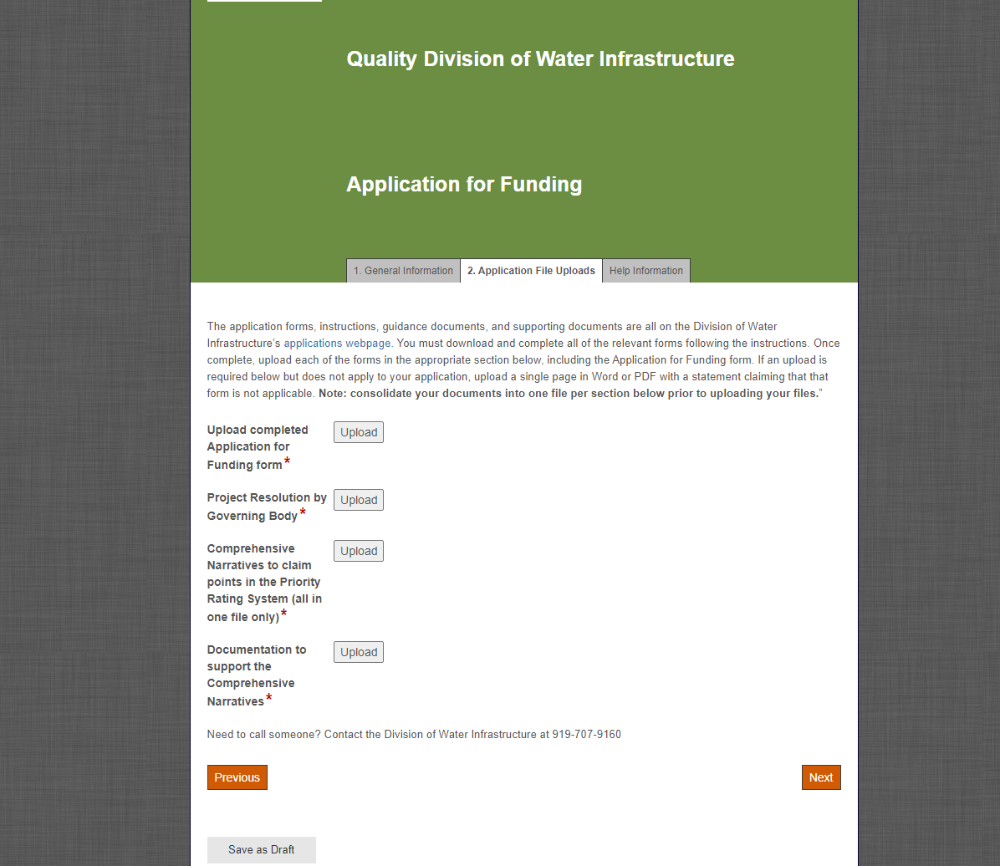 Quality Division of Water Infrastructure
Application for Funding
1. General Information
2. Application File Uploads
Help Information
The application forms, instructions, guidance documents, and supporting documents are all on the Division of Water
Infrastructure’s applications webpage. You must download and complete all of the relevant forms following the instructions. Once
complete, upload each of the forms in the appropriate section below, including the Application for Funding form. If an upload is
required below but does not apply to your application, upload a single page in Word or PDF with a statement claiming that that
form is not applicable. Note: consolidate your documents into one file per section below prior to uploading your files.”
Upload completed
Application for
Funding form*
Upload
Project Resolution by
Governing Body*
Upload
Comprehensive
Narratives to claim
points in the Priority
Rating System (all in
one file only)*
Upload
Documentation to
support the
Comprehensive
Narratives*
Upload
Need to call someone? Contact the Division of Water Infrastructure at 919-707-9160
Previous
Next
Save as Draft